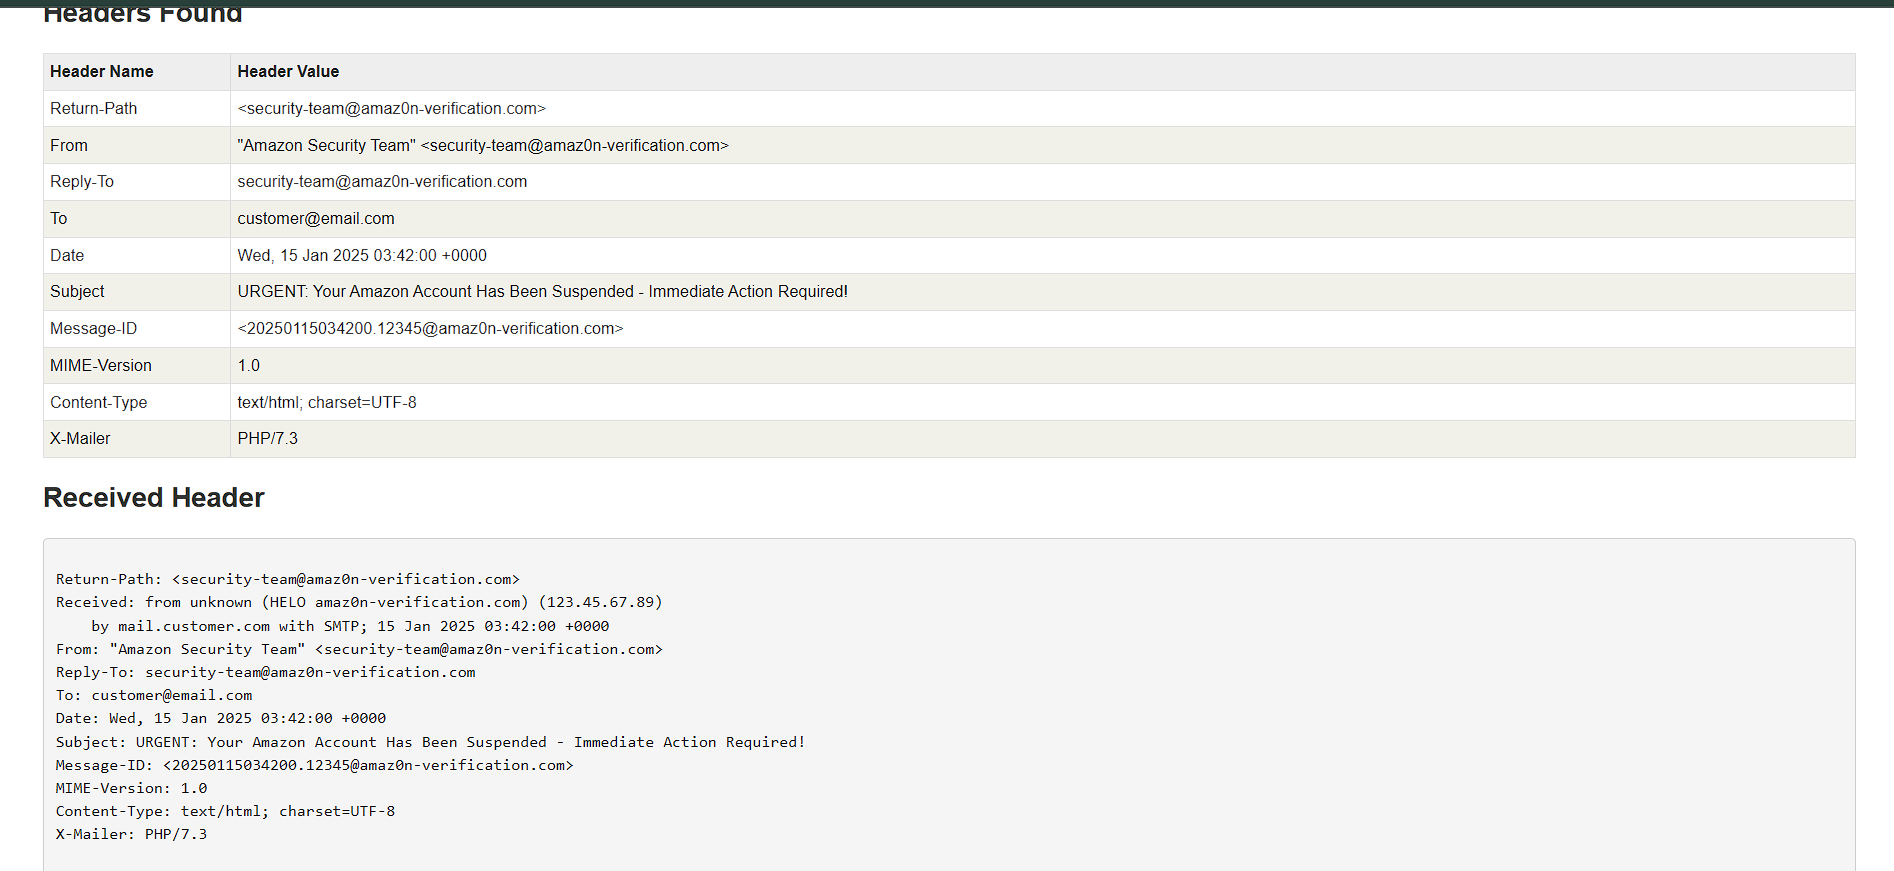 Headers Found
Header Name Header Value
Return-Path <security-team@amaz0n-verification.com>
From "Amazon Security Team" <security-team@amaz0n-verification.com>
Reply-To security-team@amaz0n-verification.com
To customer@email.com
Date Wed, 15 Jan 2025 03:42:00 +0000
Subject URGENT: Your Amazon Account Has Been Suspended - Immediate Action Required!
Message-ID <20250115034200.12345@amaz0n-verification.com>
MIME-Version 1.0
Content-Type text/html; charset=UTF-8
X-Mailer PHP/7.3
Received Header
Return-Path: <security-team@amaz0n-verification.com>
Received: from unknown (HELO amaz0n-verification.com) (123.45.67.89)
    by mail.customer.com with SMTP; 15 Jan 2025 03:42:00 +0000
From: "Amazon Security Team" <security-team@amaz0n-verification.com>
Reply-To: security-team@amaz0n-verification.com
To: customer@email.com
Date: Wed, 15 Jan 2025 03:42:00 +0000
Subject: URGENT: Your Amazon Account Has Been Suspended - Immediate Action Required!
Message-ID: <20250115034200.12345@amaz0n-verification.com>
MIME-Version: 1.0
Content-Type: text/html; charset=UTF-8
X-Mailer: PHP/7.3